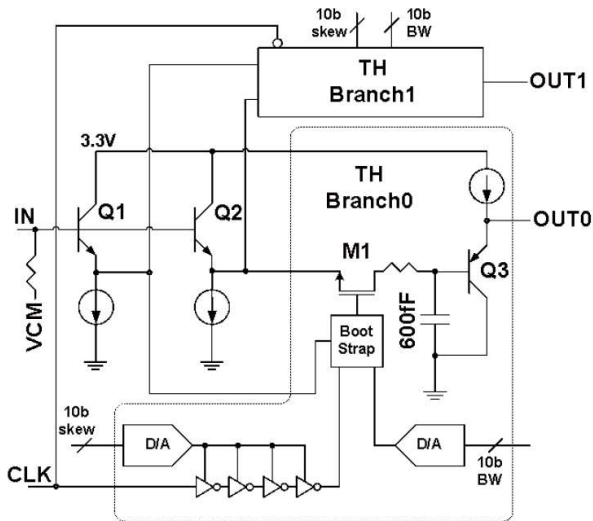 10b
skew
10b
BW
TH
Branch1
OUT1
3.3V
TH
Branch0
IN
Q1
Q2
OUT0
M1
Q3
VCM
600fF
Boot
Strap
10b
skew
D/A
D/A
10b
BW
CLK